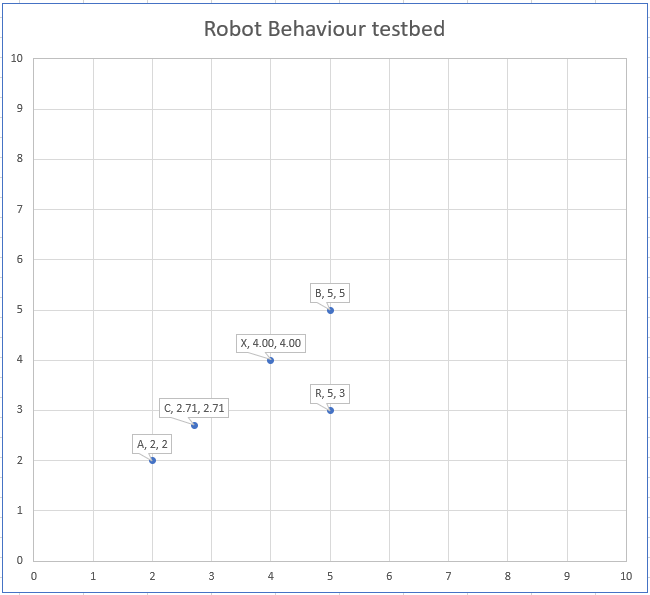 Robot Behaviour testbed
10
9
8
7
6
5
4
3
2
1
0
B, 5, 5
X, 4.00, 4.00
R, 5, 3
C, 2.71, 2.71
A, 2, 2
0 1 2 3 4 5 6 7 8 9 10